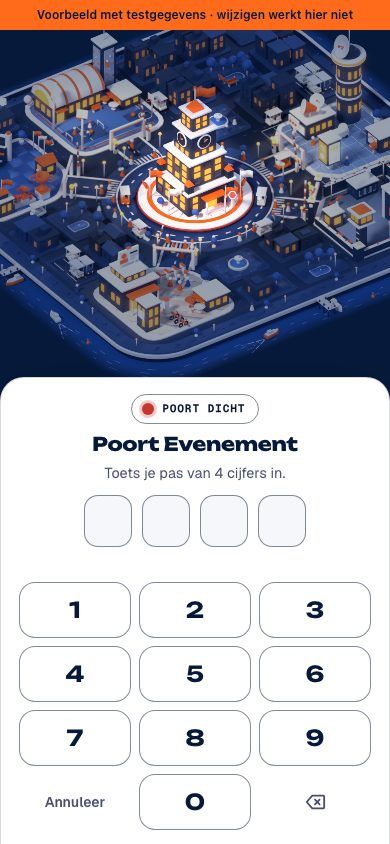 Voorbeeld met testgegevens · wijzigen werkt hier niet
POORT DICHT
Poort Evenement
Toets je pas van 4 cijfers in.
1 2 3
4 5 6
7 8 9
Annuleer 0